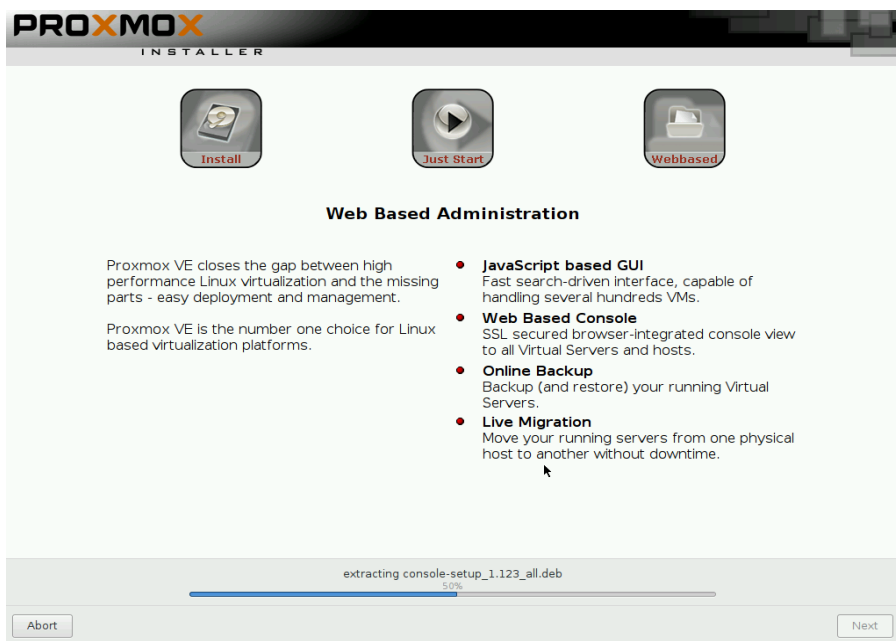 PROXMOX
INSTALLER
Install
Just Start
Webbased
Web Based Administration
Proxmox VE closes the gap between high
performance Linux virtualization and the missing
parts - easy deployment and management.
Proxmox VE is the number one choice for Linux
based virtualization platforms.
JavaScript based GUI
Fast search-driven interface, capable of
handling several hundreds VMs.
Web Based Console
SSL secured browser-integrated console view
to all Virtual Servers and hosts.
Online Backup
Backup (and restore) your running Virtual
Servers.
Live Migration
Move your running servers from one physical
host to another without downtime.
extracting console-setup_1.123_all.deb
50%
Abort
Next